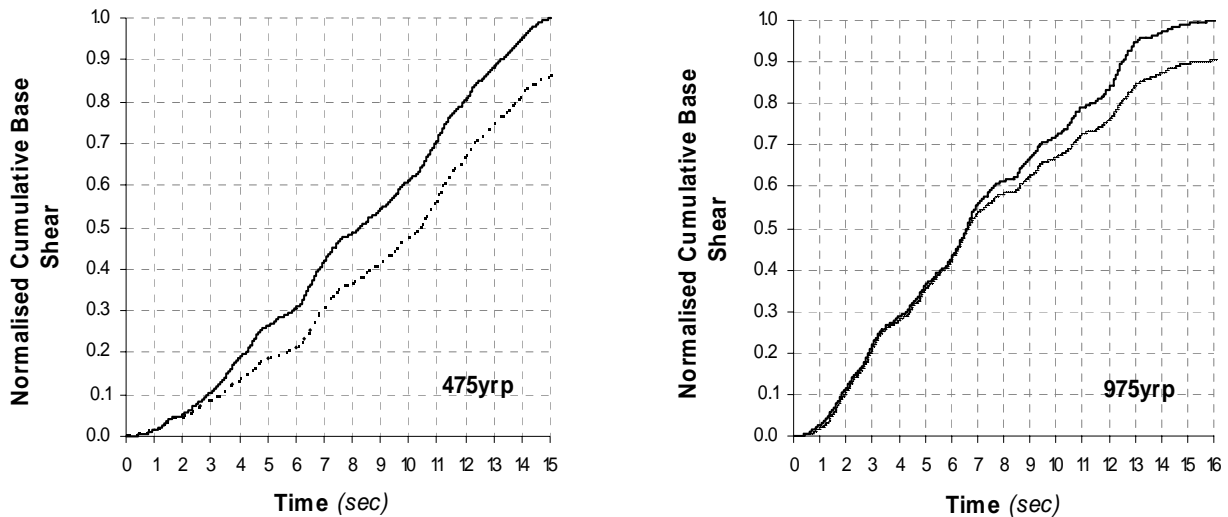 Normalised Cumulative Base
Shear
1.0
0.9
0.8
0.7
0.6
0.5
0.4
0.3
0.2
0.1
0.0
475yrp
0 1 2 3 4 5 6 7 8 9 10 11 12 13 14 15
Time (sec)
Normalised Cumulative Base
Shear
1.0
0.9
0.8
0.7
0.6
0.5
0.4
0.3
0.2
0.1
0.0
975yrp
0 1 2 3 4 5 6 7 8 9 10 11 12 13 14 15 16
Time (sec)